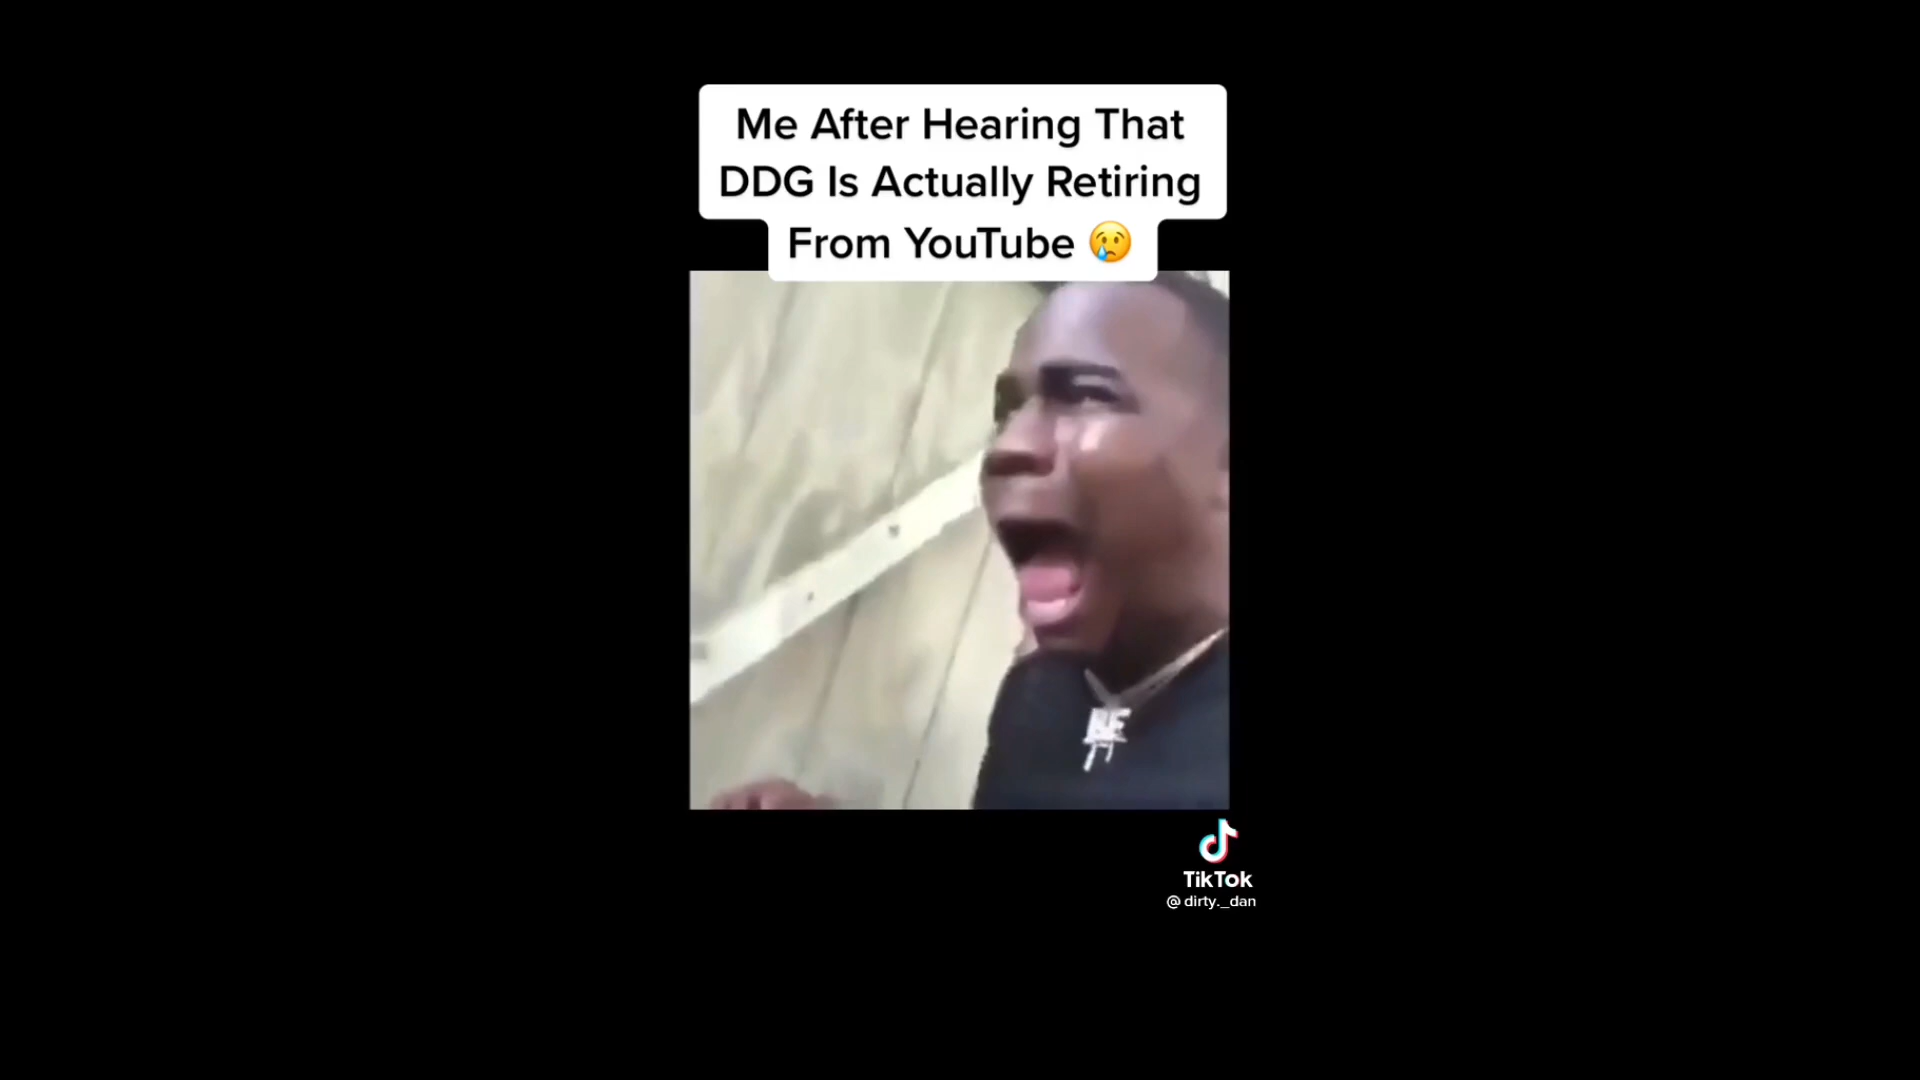 Me After Hearing That
DDG Is Actually Retiring
From YouTube 😢
TikTok
@dirty._dan